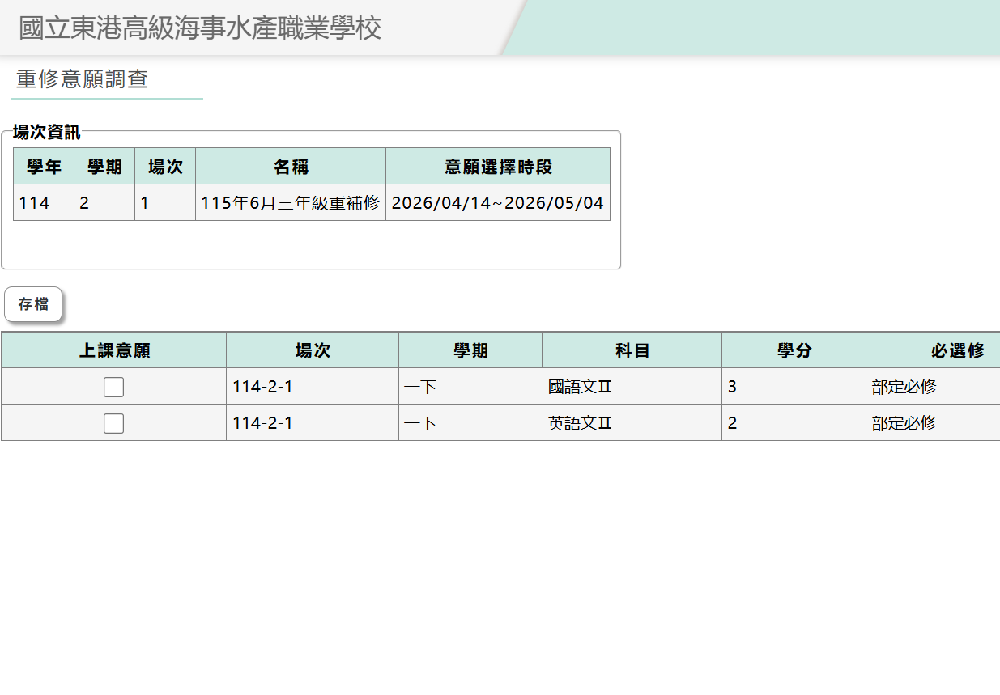 國立東港高級海事水產職業學校
重修意願調查
場次資訊
學年 學期 場次 名稱 意願選擇時段
114 2 1 115年6月三年級重補修 2026/04/14~2026/05/04
存檔
上課意願 場次 學期 科目 學分 必選修
114-2-1 一下 國語文Ⅱ 3 部定必修
114-2-1 一下 英語文Ⅱ 2 部定必修